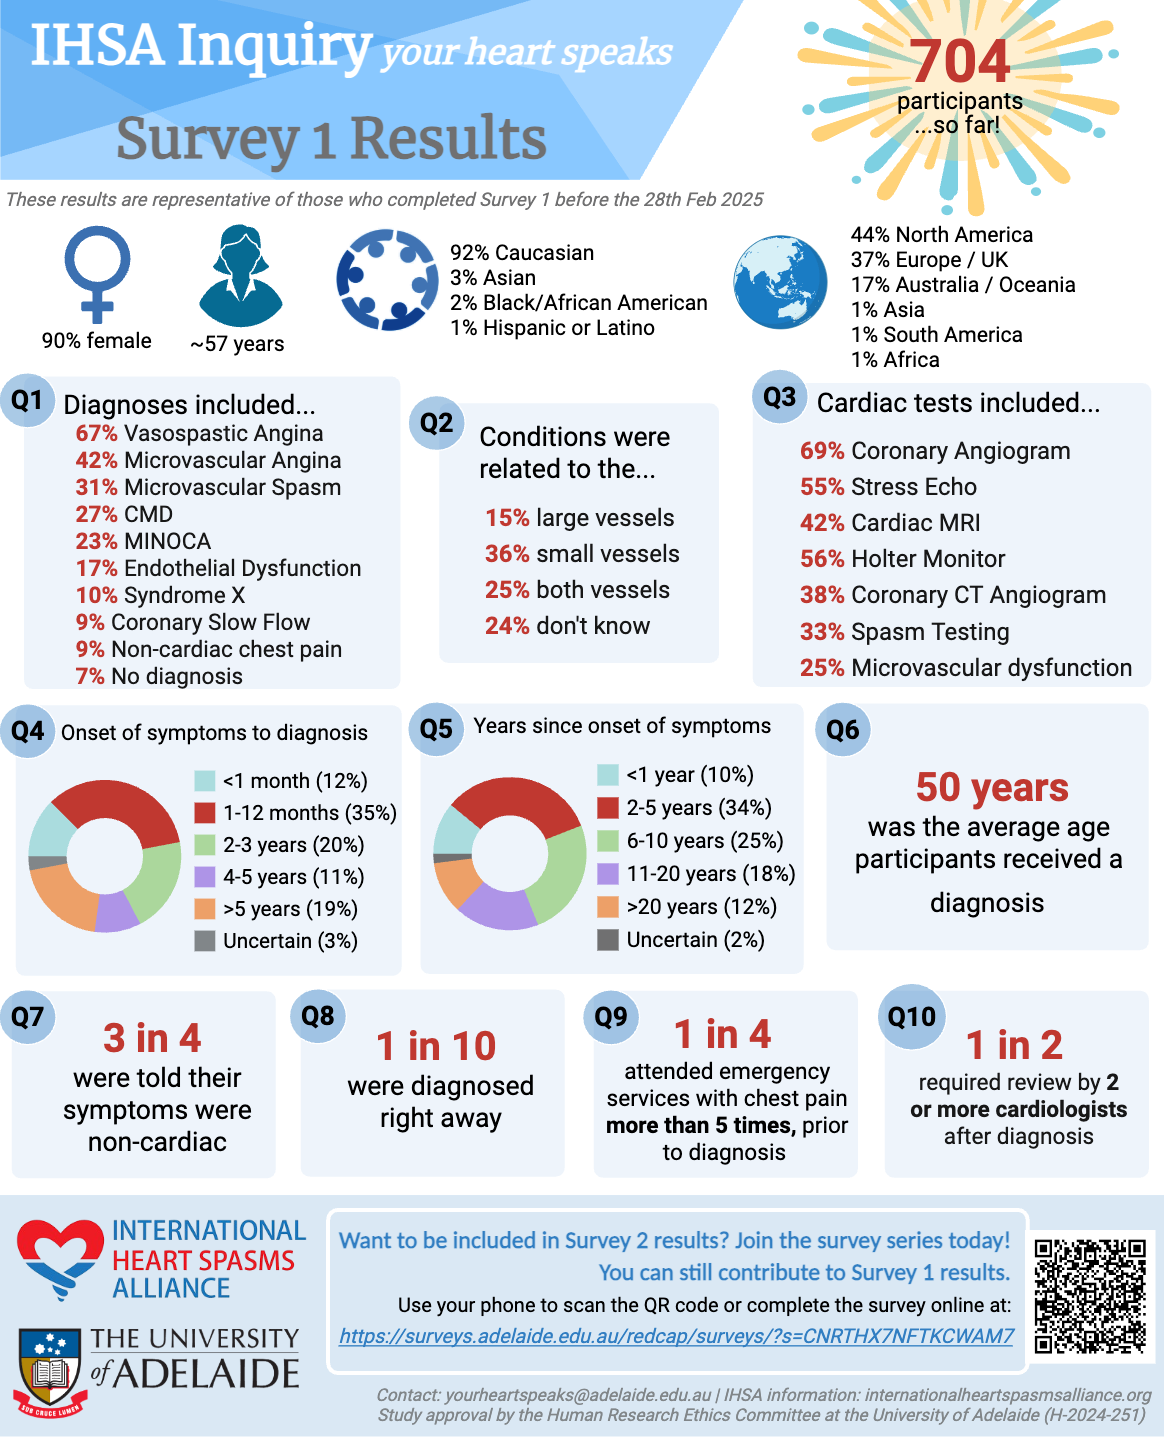 IHSA Inquiry your heart speaks
Survey 1 Results
704
participants
...so far!
These results are representative of those who completed Survey 1 before the 28th Feb 2025
90% female
~57 years
92% Caucasian
3% Asian
2% Black/African American
1% Hispanic or Latino
44% North America
37% Europe / UK
17% Australia / Oceania
1% Asia
1% South America
1% Africa
Q1
Diagnoses included...
67% Vasospastic Angina
42% Microvascular Angina
31% Microvascular Spasm
27% CMD
23% MINOCA
17% Endothelial Dysfunction
10% Syndrome X
9% Coronary Slow Flow
9% Non-cardiac chest pain
7% No diagnosis
Q2
Conditions were
related to the...
15% large vessels
36% small vessels
25% both vessels
24% don't know
Q3
Cardiac tests included...
69% Coronary Angiogram
55% Stress Echo
42% Cardiac MRI
56% Holter Monitor
38% Coronary CT Angiogram
33% Spasm Testing
25% Microvascular dysfunction
Q4
Onset of symptoms to diagnosis
<1 month (12%)
1-12 months (35%)
2-3 years (20%)
4-5 years (11%)
>5 years (19%)
Uncertain (3%)
Q5
Years since onset of symptoms
<1 year (10%)
2-5 years (34%)
6-10 years (25%)
11-20 years (18%)
>20 years (12%)
Uncertain (2%)
Q6
50 years
was the average age
participants received a
diagnosis
Q7
3 in 4
were told their
symptoms were
non-cardiac
Q8
1 in 10
were diagnosed
right away
Q9
1 in 4
attended emergency
services with chest pain
more than 5 times, prior
to diagnosis
Q10
1 in 2
required review by 2
or more cardiologists
after diagnosis
INTERNATIONAL
HEART SPASMS
ALLIANCE
THE UNIVERSITY
of ADELAIDE
SUB CRUCE LUMEN
Want to be included in Survey 2 results? Join the survey series today!
You can still contribute to Survey 1 results.
Use your phone to scan the QR code or complete the survey online at:
https://surveys.adelaide.edu.au/redcap/surveys/?s=CNRTHX7NFTKCWAM7
Contact: yourheartspeaks@adelaide.edu.au | IHSA information: internationalheartspasmsalliance.org
Study approval by the Human Research Ethics Committee at the University of Adelaide (H-2024-251)